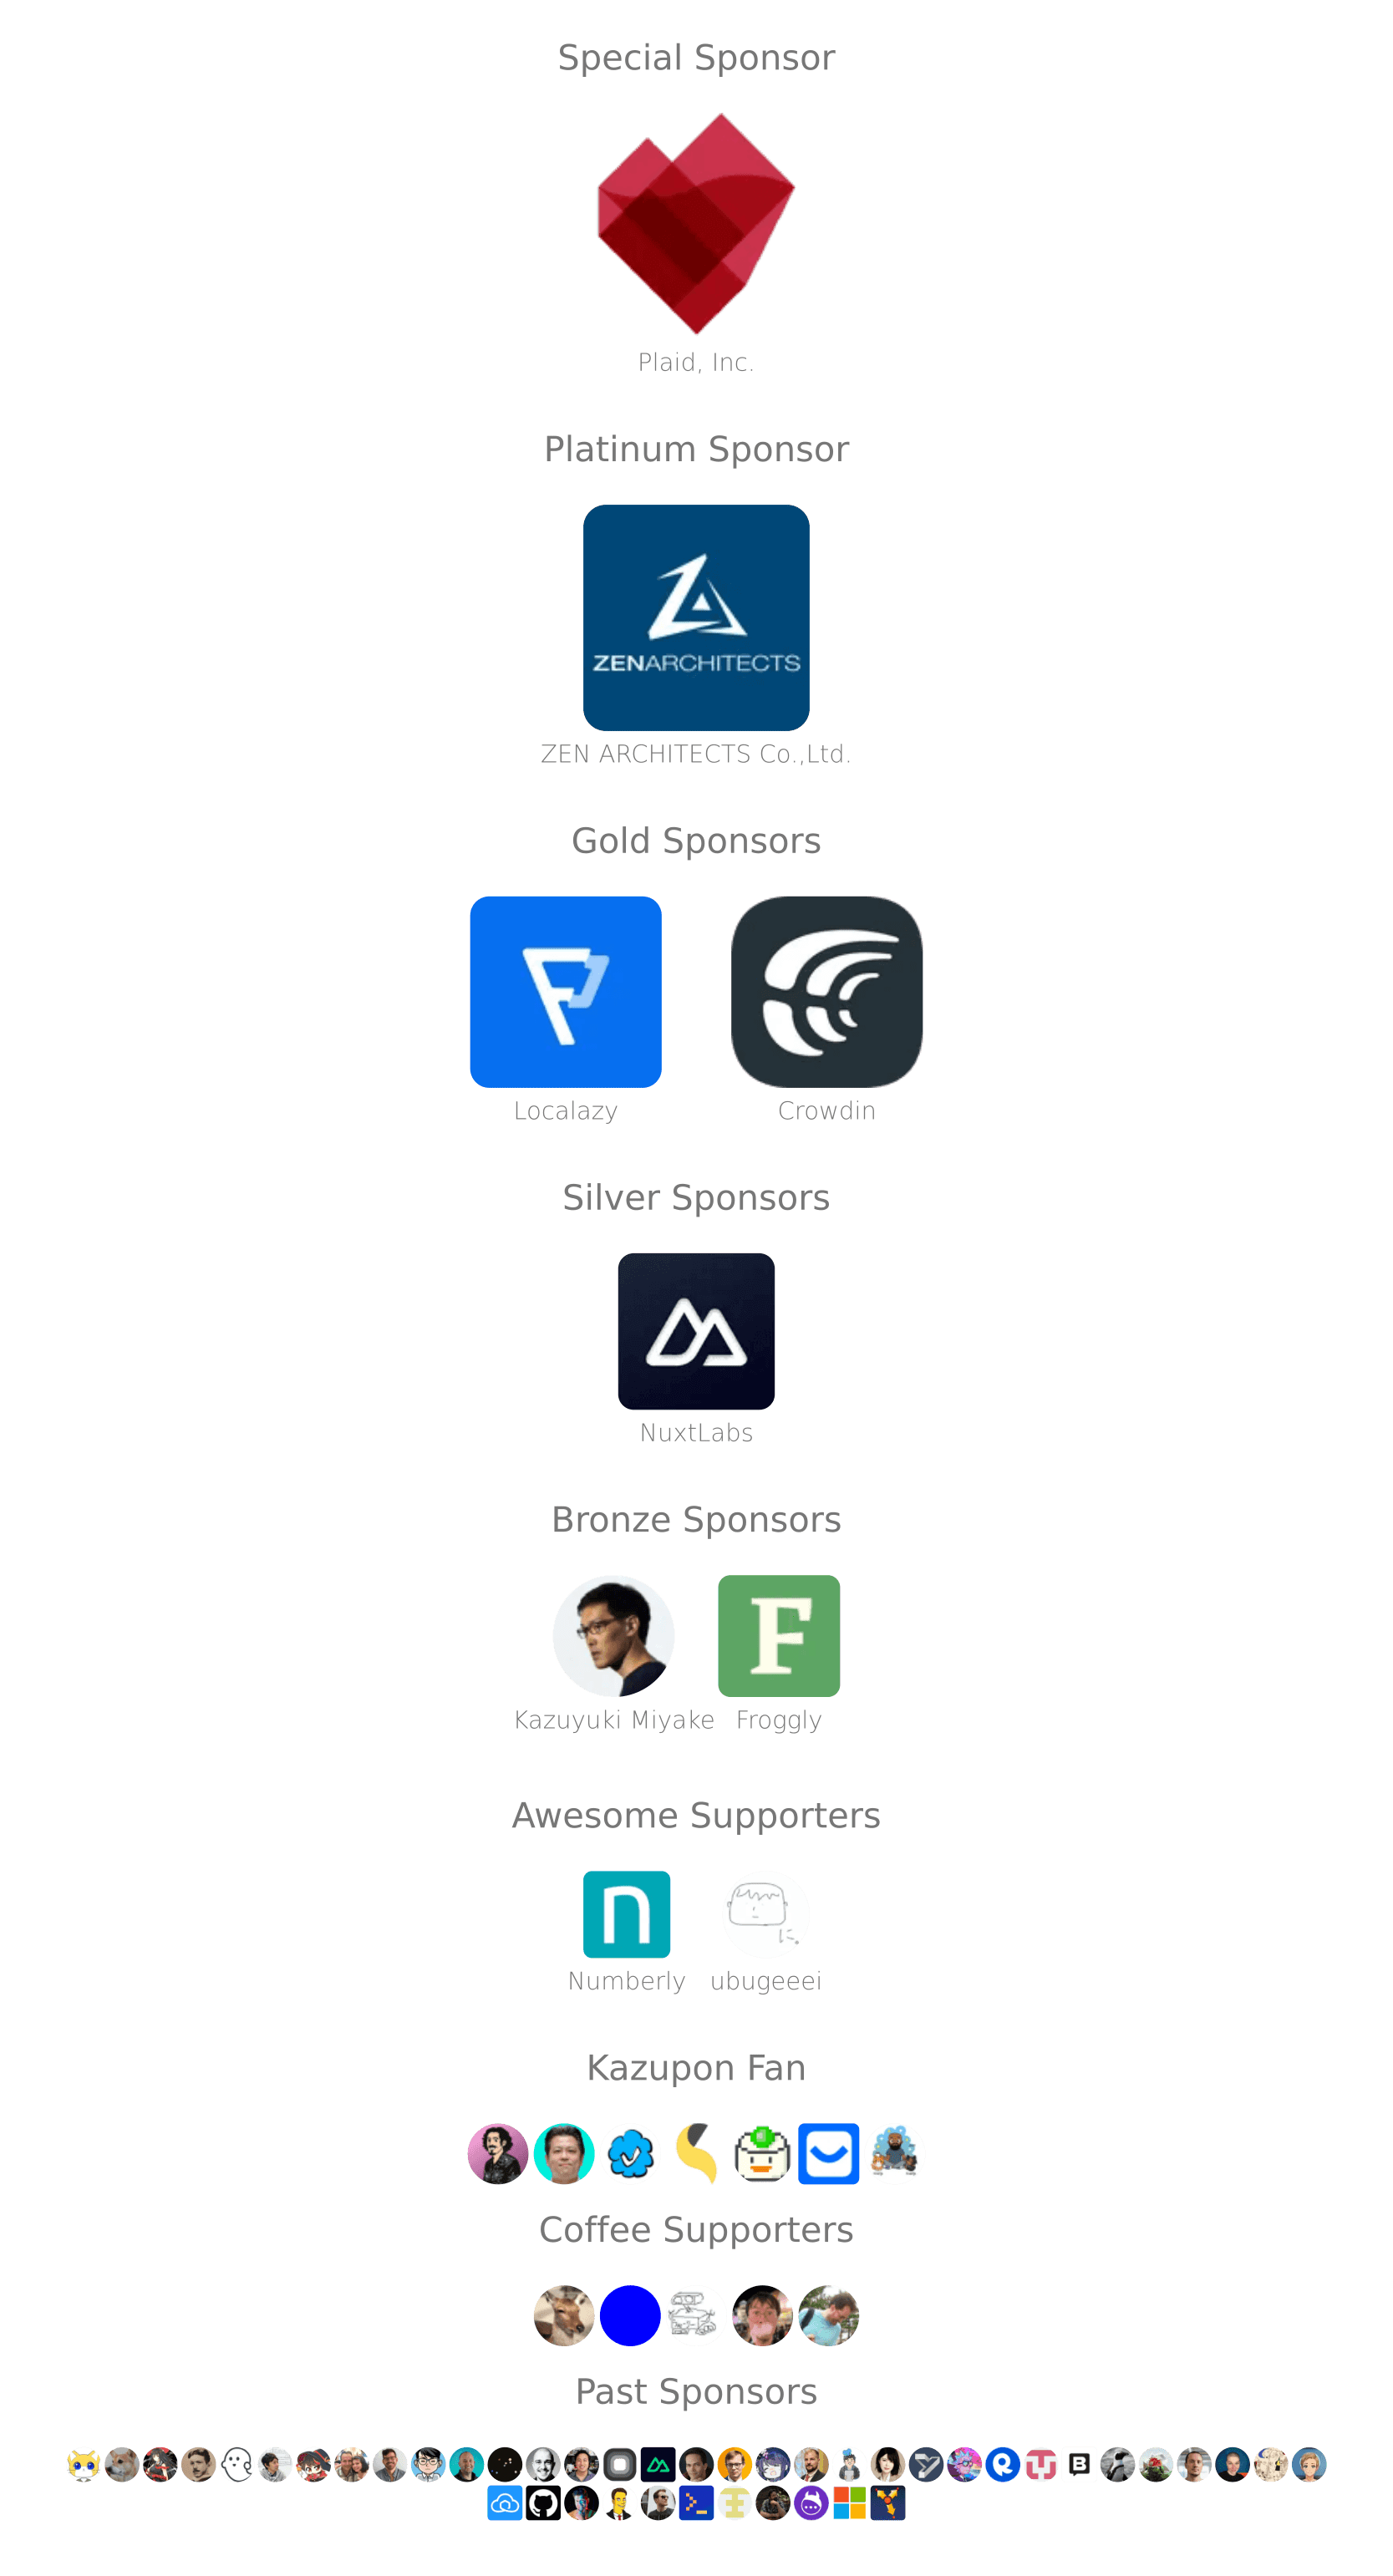 Special Sponsor
Plaid, Inc.
Platinum Sponsor
ZENARCHITECTS
ZEN ARCHITECTS Co.,Ltd.
Gold Sponsors
Localazy Crowdin
Silver Sponsors
NuxtLabs
Bronze Sponsors
F
Kazuyuki Miyake Froggly
Awesome Supporters
n
に。
Numberly ubugeeei
Kazupon Fan
Coffee Supporters
Past Sponsors